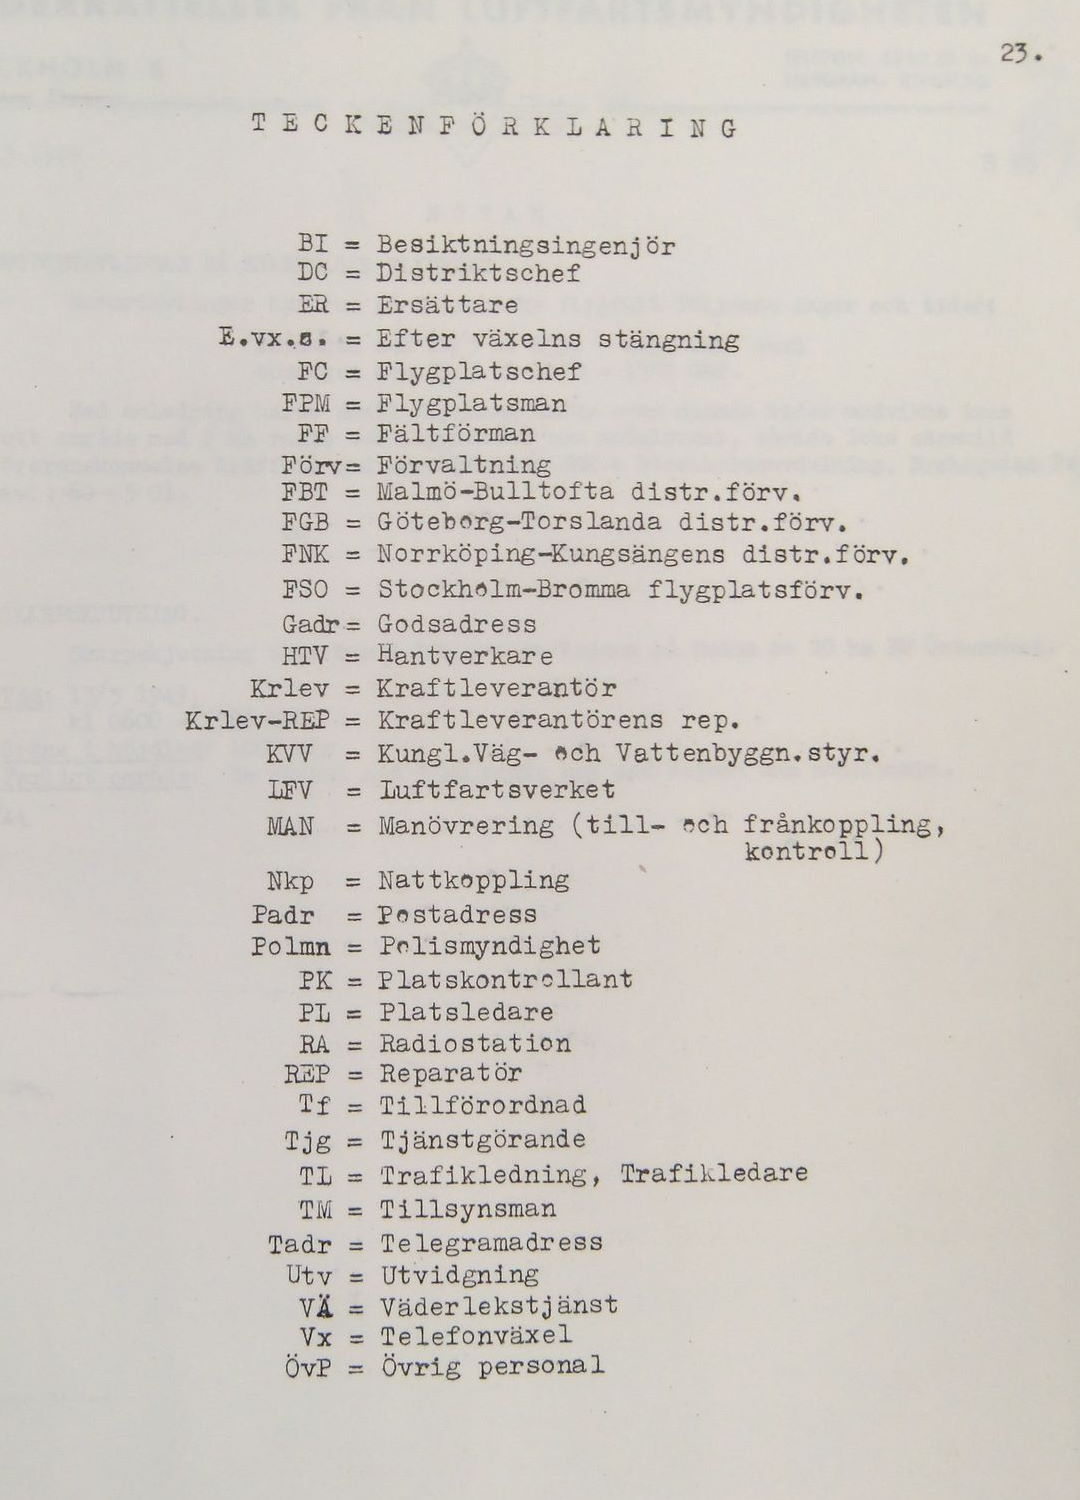 23.
TECKENFÖRKLARING
BI = Besiktningsingenjör
DC = Distriktschef
ER = Ersättare
E.vx.s. = Efter växelns stängning
FC = Flygplatschef
FPM = Flygplatsman
FF = Fältförman
Förv= Förvaltning
FBT = Malmö-Bulltofta distr.förv.
FGB = Göteborg-Torslanda distr.förv.
FNK = Norrköping-Kungsängens distr.förv.
FSO = Stockholm-Bromma flygplatsförv.
Gadr= Godsadress
HTV = Hantverkare
Krlev = Kraftleverantör
Krlev-REP = Kraftleverantörens rep.
KVV = Kungl.Väg- och Vattenbyggn.styr.
LFV = Luftfartsverket
MAN = Manövrering (till- och frånkoppling,
kontroll)
Nkp = Nattkoppling
Padr = Postadress
Polmn = Polismyndighet
PK = Platskontrollant
PL = Platsledare
RA = Radiostation
REP = Reparatör
Tf = Tillförordnad
Tjg = Tjänstgörande
TL = Trafikledning, Trafikledare
TM = Tillsynsman
Tadr = Telegramadress
Utv = Utvidgning
VÄ = Väderlekstjänst
Vx = Telefonväxel
ÖvP = Övrig personal